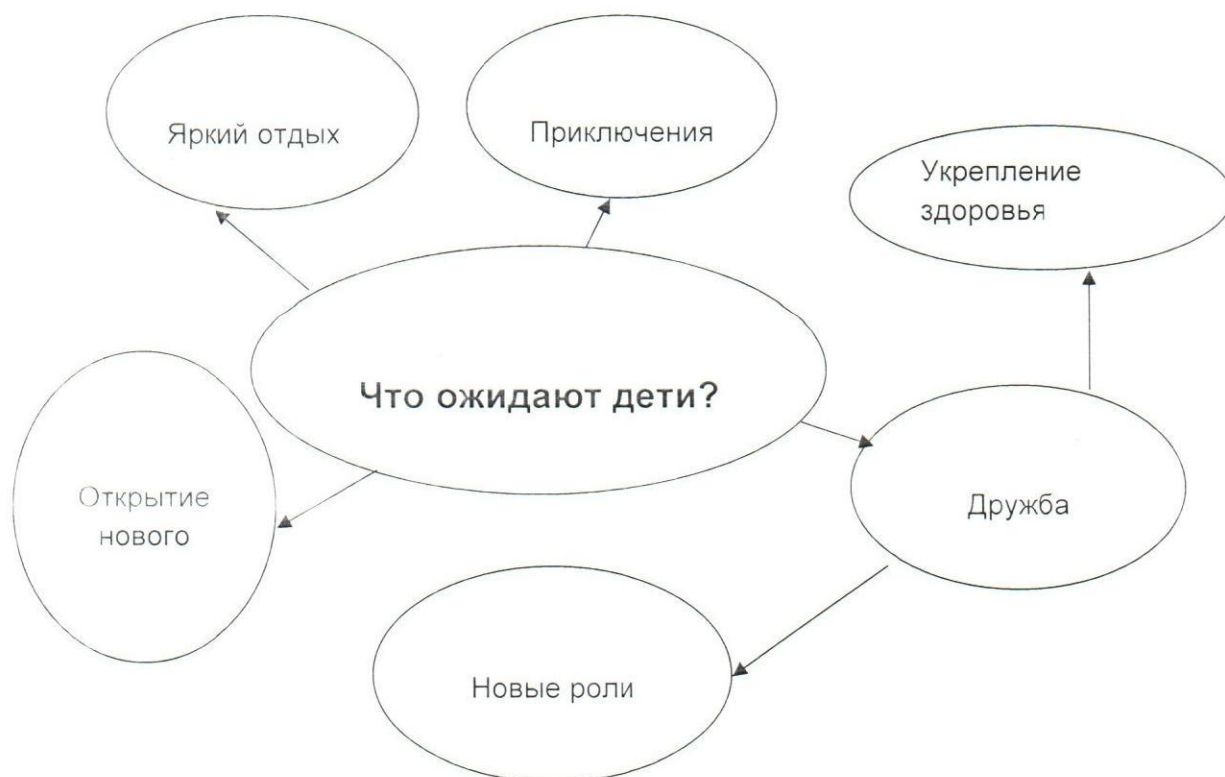 Яркий отдых
Приключения
Укрепление
здоровья
Что ожидают дети?
Открытие
нового
Дружба
Новые роли